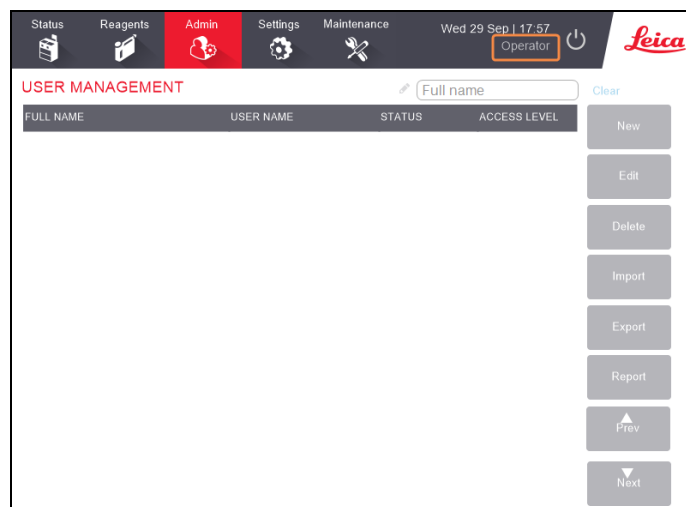 Status Reagents Admin Settings Maintenance Wed 29 Sep | 17:57
Operator
Leica
USER MANAGEMENT Full name Clear
FULL NAME USER NAME STATUS ACCESS LEVEL
New
Edit
Delete
Import
Export
Report
Prev
Next